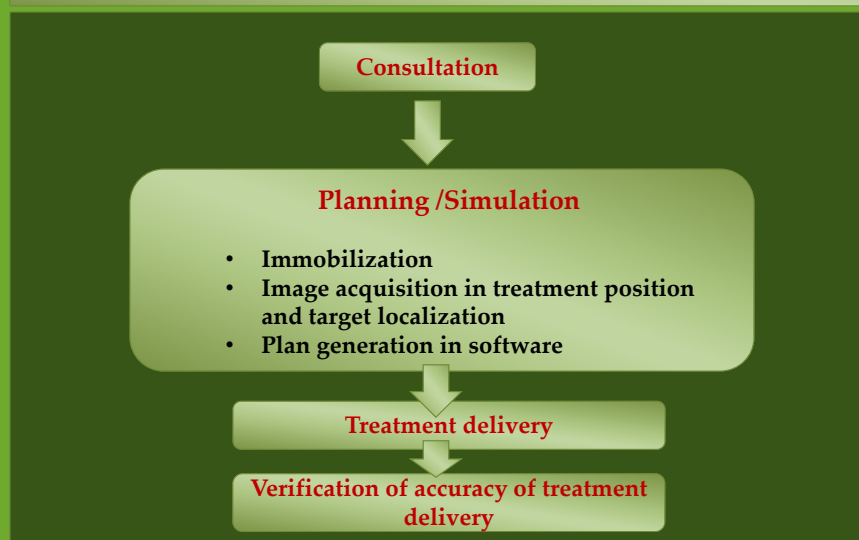 Consultation
Planning /Simulation
• Immobilization
• Image acquisition in treatment position
and target localization
• Plan generation in software
Treatment delivery
Verification of accuracy of treatment
delivery